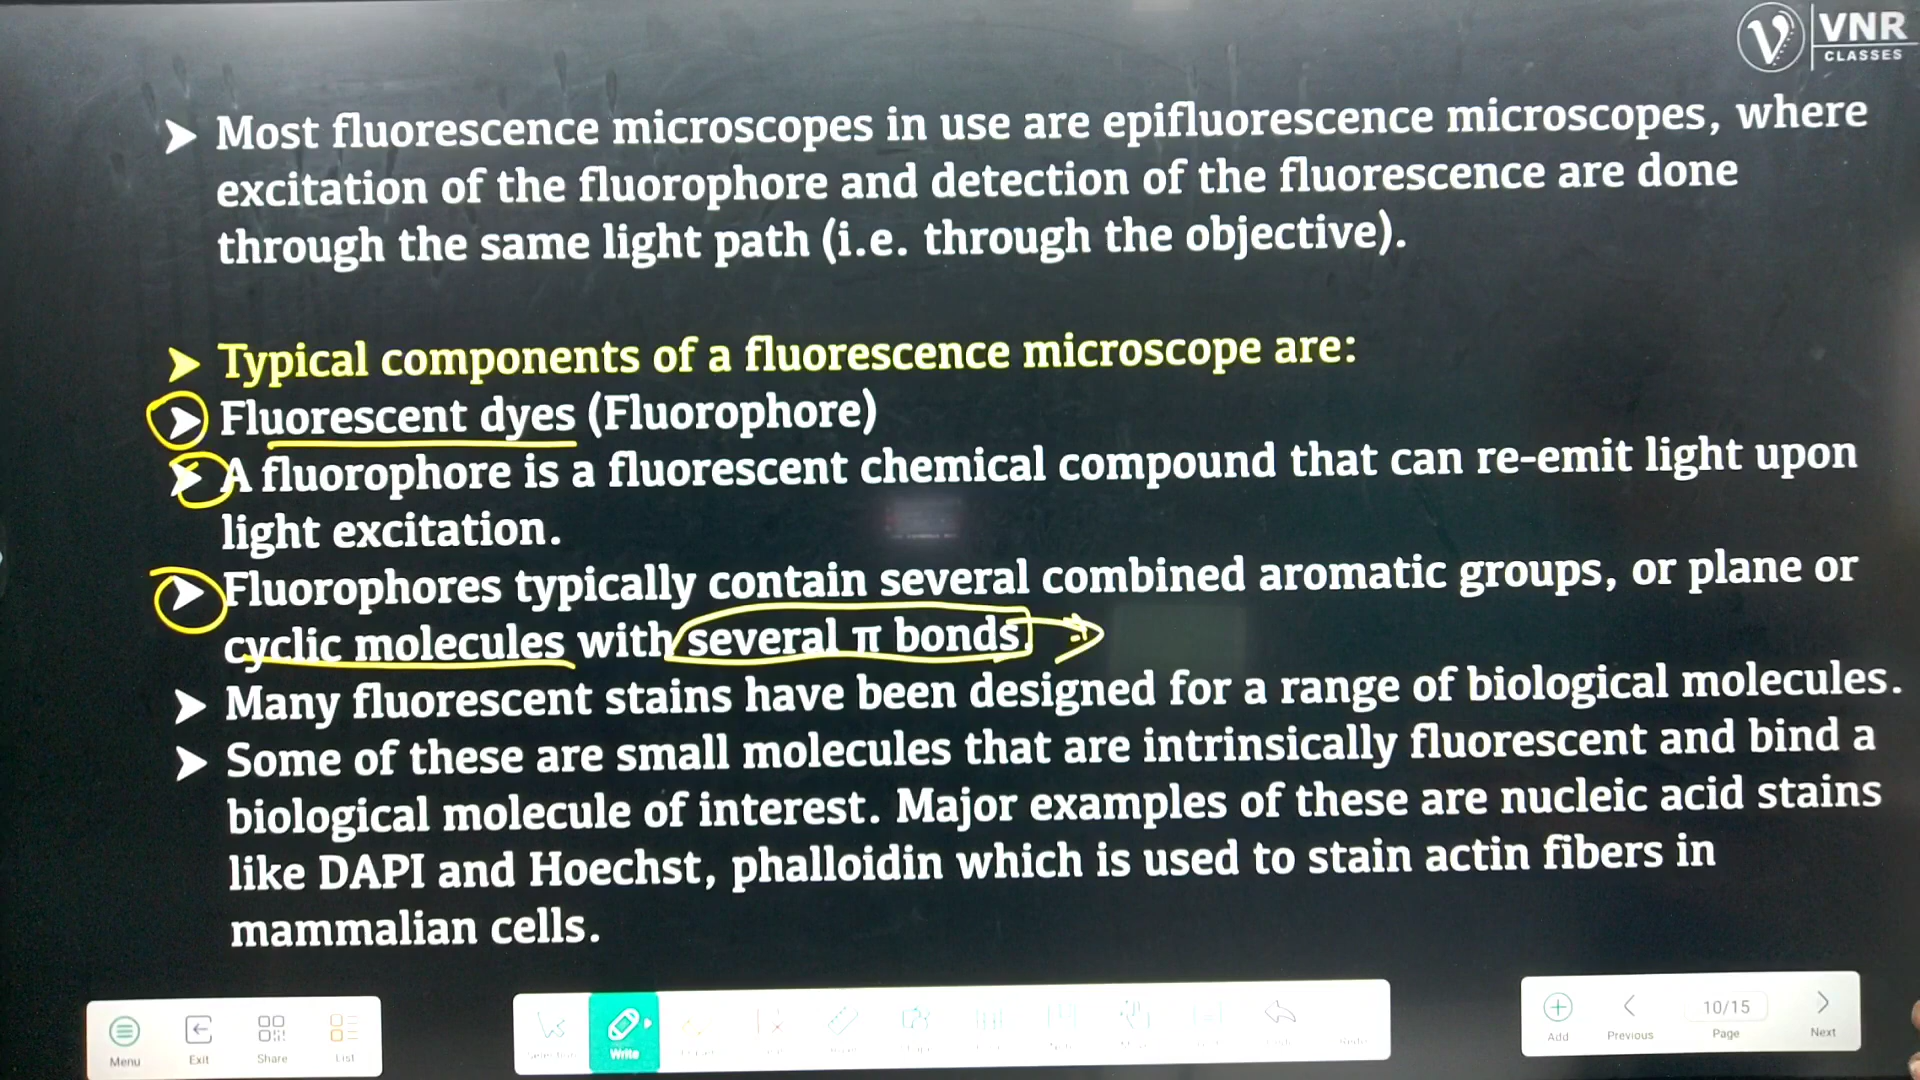 VNR
CLASSES
➤ Most fluorescence microscopes in use are epifluorescence microscopes, where
excitation of the fluorophore and detection of the fluorescence are done
through the same light path (i.e. through the objective).
➤ Typical components of a fluorescence microscope are:
➤ Fluorescent dyes (Fluorophore)
➤ A fluorophore is a fluorescent chemical compound that can re-emit light upon
light excitation.
➤ Fluorophores typically contain several combined aromatic groups, or plane or
cyclic molecules with several π bonds.
➤ Many fluorescent stains have been designed for a range of biological molecules.
➤ Some of these are small molecules that are intrinsically fluorescent and bind a
biological molecule of interest. Major examples of these are nucleic acid stains
like DAPI and Hoechst, phalloidin which is used to stain actin fibers in
mammalian cells.
Menu Exit Share List
Write
Add Previous 10/15 Page Next